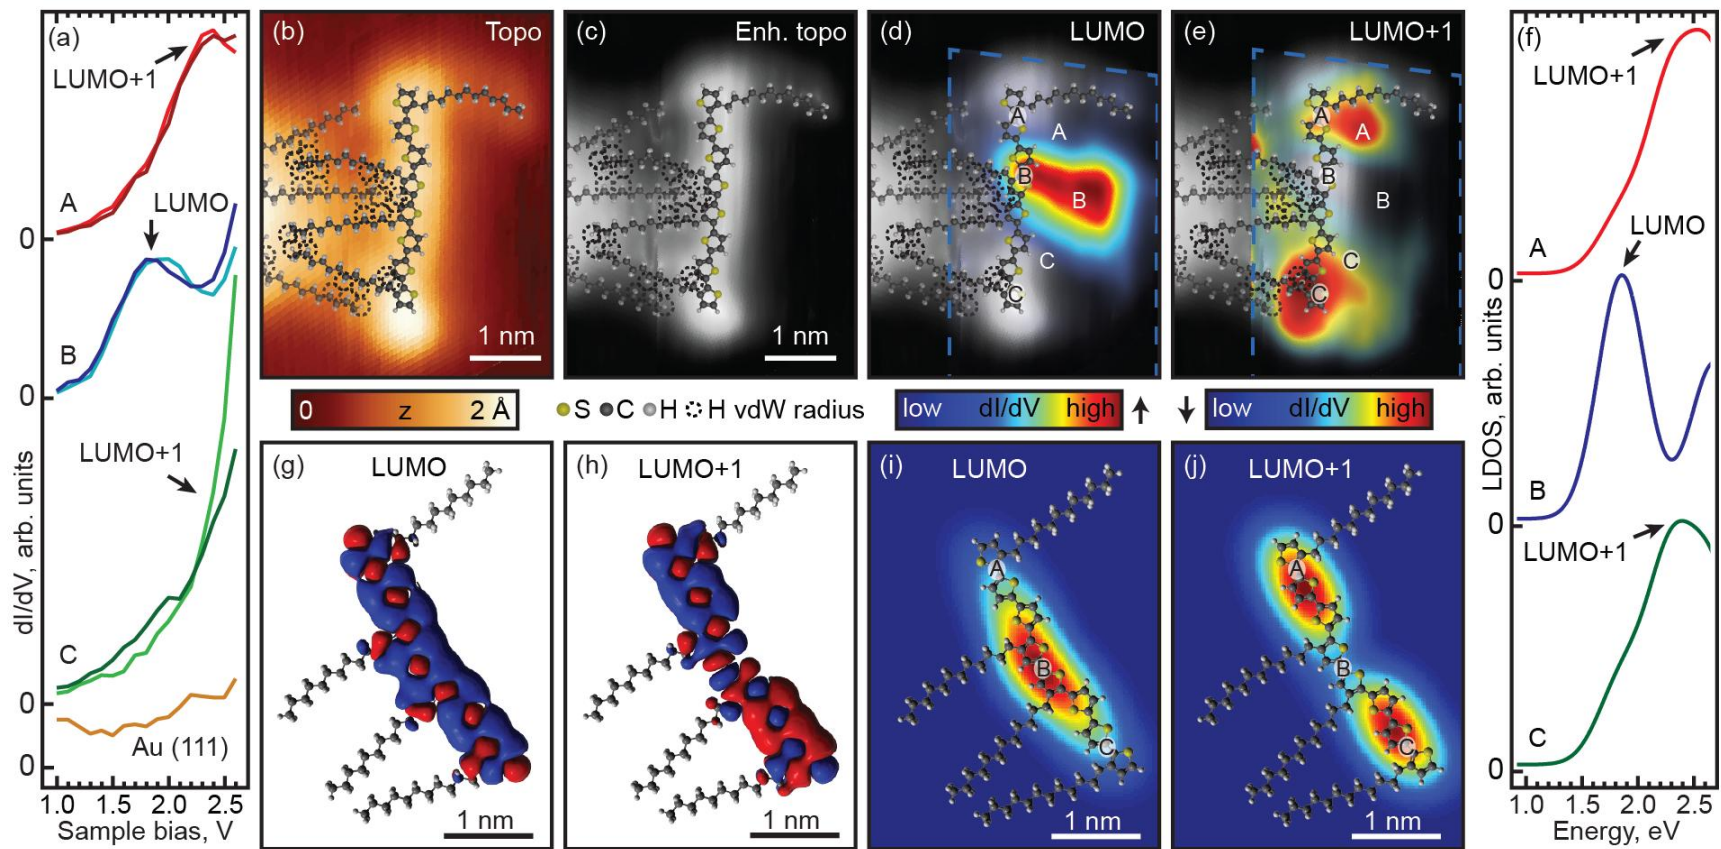 (a)
LUMO+1
A
0
LUMO
B
0
LUMO+1
C
0
Au (111)
0
dI/dV, arb. units
1.0 1.5 2.0 2.5
Sample bias, V
(b) Topo
1 nm
0 z 2 Å
(c) Enh. topo
1 nm
S C H H vdW radius
(d) LUMO
A
A
B
B
C
C
low dI/dV high
(e) LUMO+1
A
A
B
B
C
C
low dI/dV high
(f)
LUMO+1
A
0
LUMO
B
0
LUMO+1
C
0
LDOS, arb. units
1.0 1.5 2.0 2.5
Energy, eV
(g) LUMO
1 nm
(h) LUMO+1
1 nm
(i) LUMO
A
B
C
1 nm
(j) LUMO+1
A
B
C
1 nm